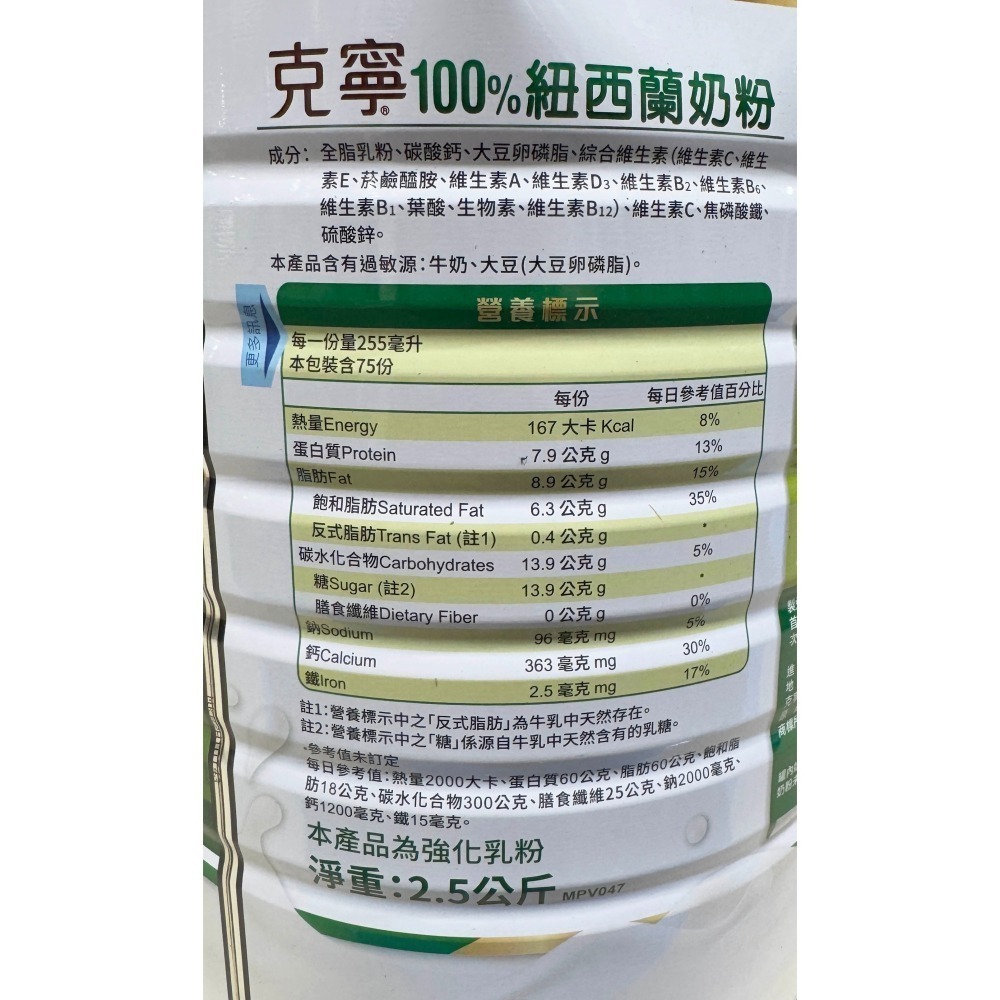 克寧®100%紐西蘭奶粉
成分：全脂乳粉、碳酸鈣、大豆卵磷脂、綜合維生素(維生素C、維生
素E、菸鹼醯胺、維生素A、維生素D3、維生素B2、維生素B6、
維生素B1、葉酸、生物素、維生素B12)、維生素C、焦磷酸鐵、
硫酸鋅。
本產品含有過敏源：牛奶、大豆(大豆卵磷脂)。
更多訊息
營養標示
每一份量255毫升
本包裝含75份
每份 每日參考值百分比
熱量Energy 167 大卡 Kcal 8%
蛋白質Protein 7.9 公克 g 13%
脂肪Fat 8.9 公克 g 15%
飽和脂肪Saturated Fat 6.3 公克 g 35%
反式脂肪Trans Fat (註1) 0.4 公克 g *
碳水化合物Carbohydrates 13.9 公克 g 5%
糖Sugar (註2) 13.9 公克 g *
膳食纖維Dietary Fiber 0 公克 g 0%
鈉Sodium 96 毫克 mg 5%
鈣Calcium 363 毫克 mg 30%
鐵Iron 2.5 毫克 mg 17%
註1：營養標示中之「反式脂肪」為牛乳中天然存在。
註2：營養標示中之「糖」係源自牛乳中天然含有的乳糖。
*參考值未訂定
每日參考值：熱量2000大卡、蛋白質60公克、脂肪60公克、飽和脂
肪18公克、碳水化合物300公克、膳食纖維25公克、鈉2000毫克、
鈣1200毫克、鐵15毫克。
本產品為強化乳粉
淨重：2.5公斤 MPV047